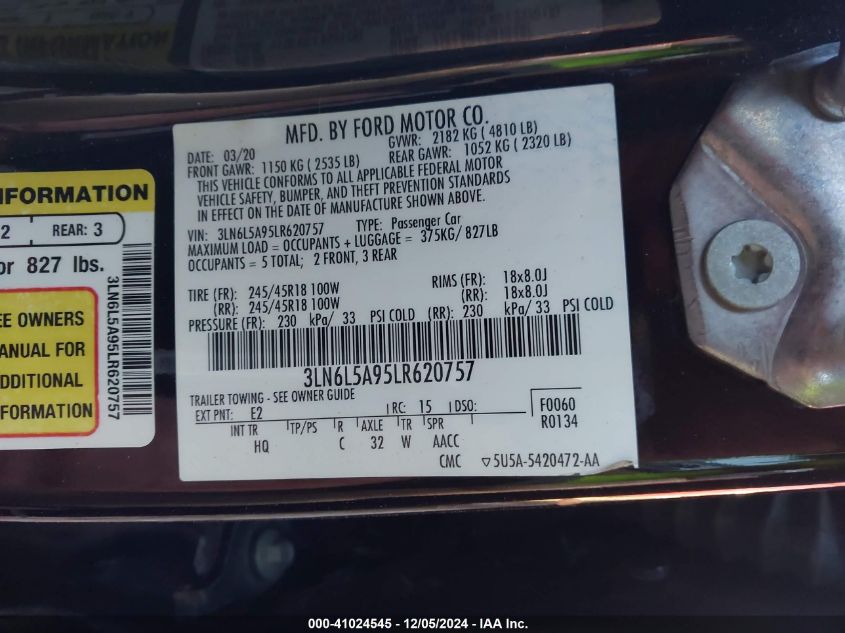 MFD. BY FORD MOTOR CO.
DATE: 03/20
GVWR: 2182 KG ( 4810 LB)
FRONT GAWR: 1150 KG ( 2535 LB)
REAR GAWR: 1052 KG ( 2320 LB)
THIS VEHICLE CONFORMS TO ALL APPLICABLE FEDERAL MOTOR
VEHICLE SAFETY, BUMPER, AND THEFT PREVENTION STANDARDS
IN EFFECT ON THE DATE OF MANUFACTURE SHOWN ABOVE.
VIN: 3LN6L5A95LR620757 TYPE: Passenger Car
MAXIMUM LOAD = OCCUPANTS + LUGGAGE = 375KG/ 827LB
OCCUPANTS = 5 TOTAL; 2 FRONT, 3 REAR
TIRE (FR): 245/45R18 100W RIMS (FR): 18x8.0J
(RR): 245/45R18 100W (RR): 18x8.0J
PRESSURE (FR): 230 kPa/ 33 PSI COLD (RR): 230 kPa/ 33 PSI COLD
3LN6L5A95LR620757
TRAILER TOWING - SEE OWNER GUIDE
EXT PNT: E2 RC: 15 DSO: F0060
R0134
INT TR TP/PS R AXLE TR SPR
HQ C 32 W AACC
CMC ▽5U5A-5420472-AA
NFORMATION
2 REAR: 3
or 827 lbs.
EE OWNERS
ANUAL FOR
ADDITIONAL
FORMATION
3LN6L5A95LR620757
000-41024545 - 12/05/2024 - IAA Inc.